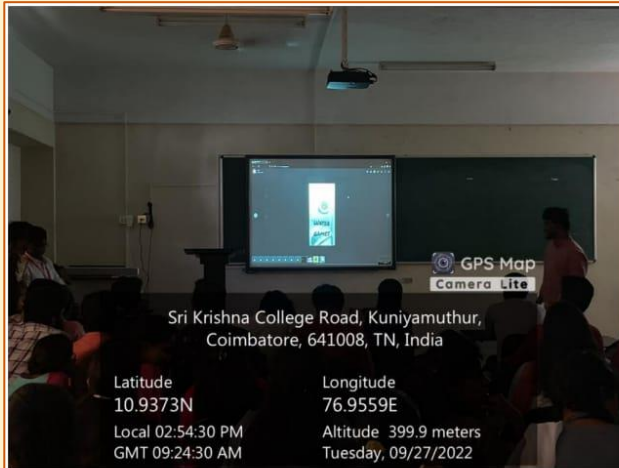 GPS Map
Camera Lite
Sri Krishna College Road, Kuniyamuthur,
Coimbatore, 641008, TN, India
Latitude
10.9373N
Longitude
76.9559E
Local 02:54:30 PM
GMT 09:24:30 AM
Altitude 399.9 meters
Tuesday, 09/27/2022